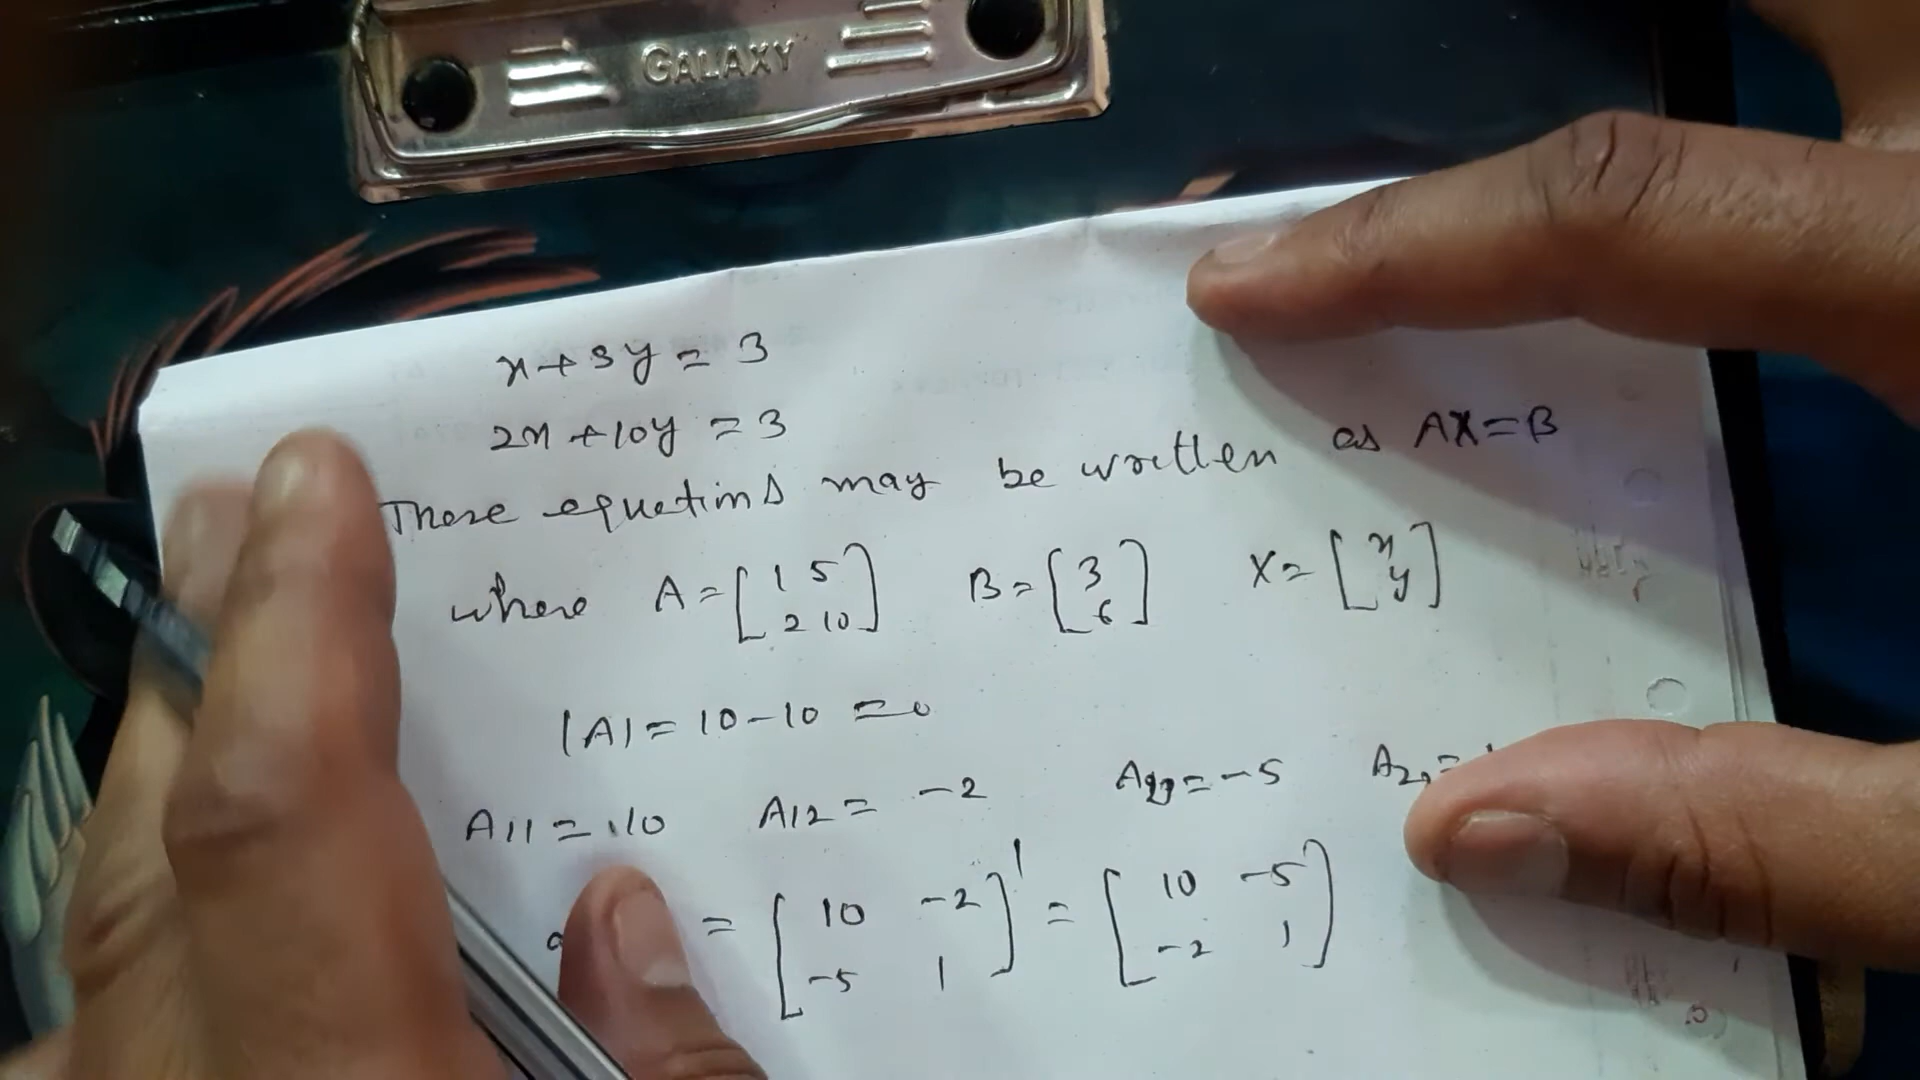 GALAXY
x + 3y = 3
2x + 10y = 3
These equations may be written as AX = B
where A = [1 5 B = [3 X = [x
2 10] 6] y]
|A| = 10 - 10 = 0
A11 = 10 A12 = -2 = -5
= [10 -2 ]' = [10 -5
-5 1] -2 1]